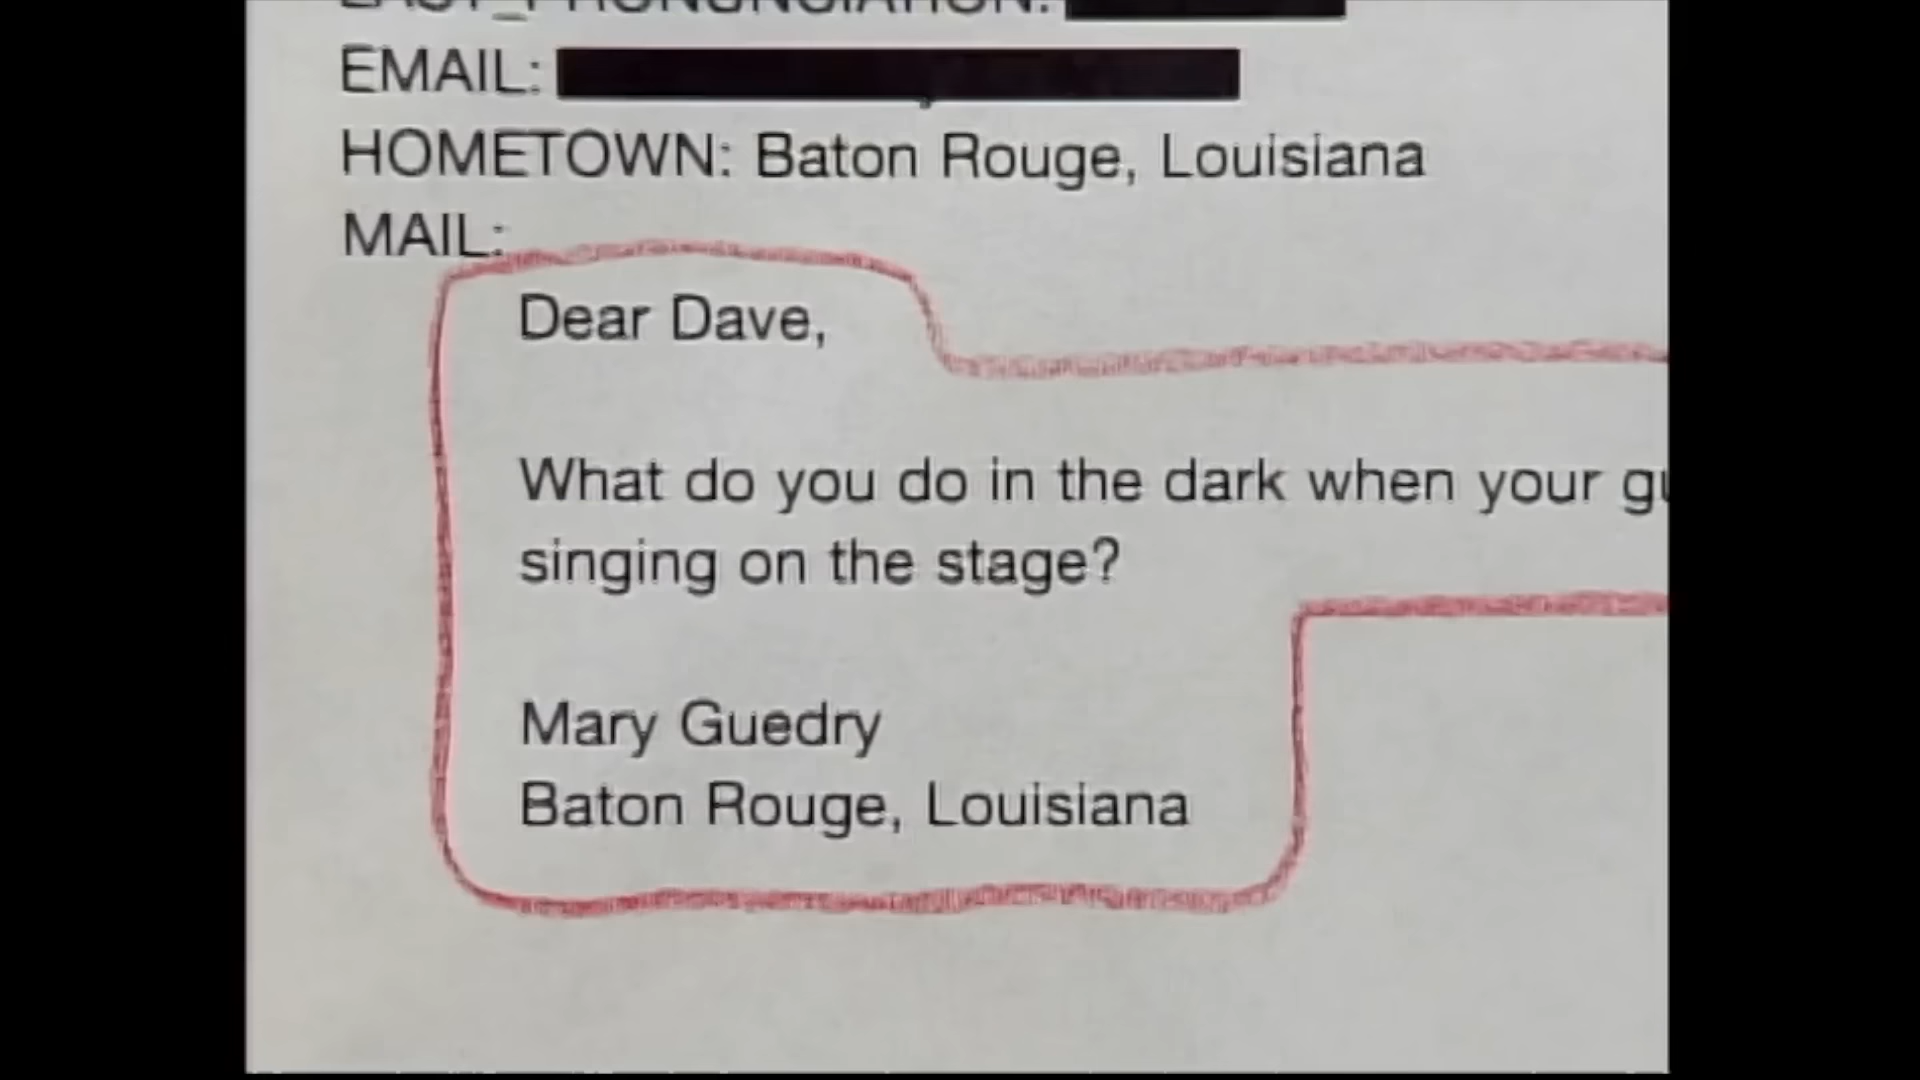 LAST_PRONUNCIATION:
EMAIL:
HOMETOWN: Baton Rouge, Louisiana
MAIL:
Dear Dave,
What do you do in the dark when your
singing on the stage?
Mary Guedry
Baton Rouge, Louisiana